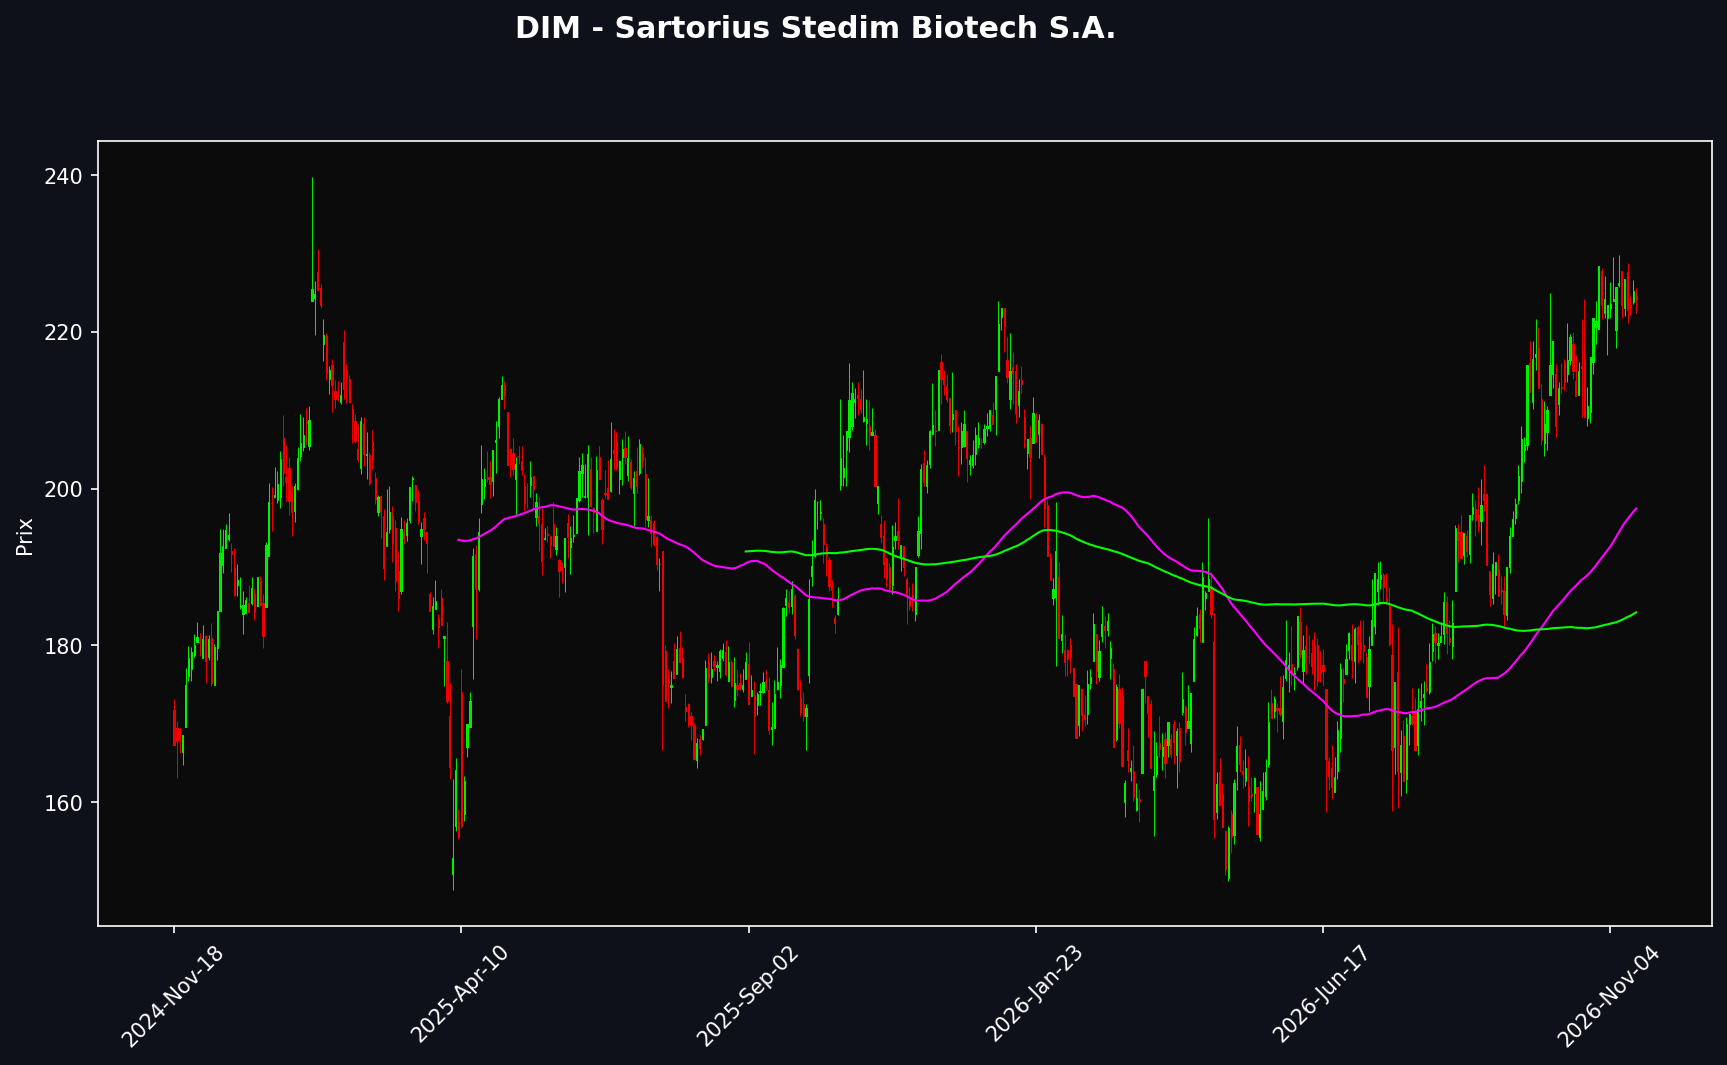 DIM - Sartorius Stedim Biotech S.A.
240
220
200
180
160
Prix
2024-Nov-18
2025-Apr-10
2025-Sep-02
2026-Jan-23
2026-Jun-17
2026-Nov-04